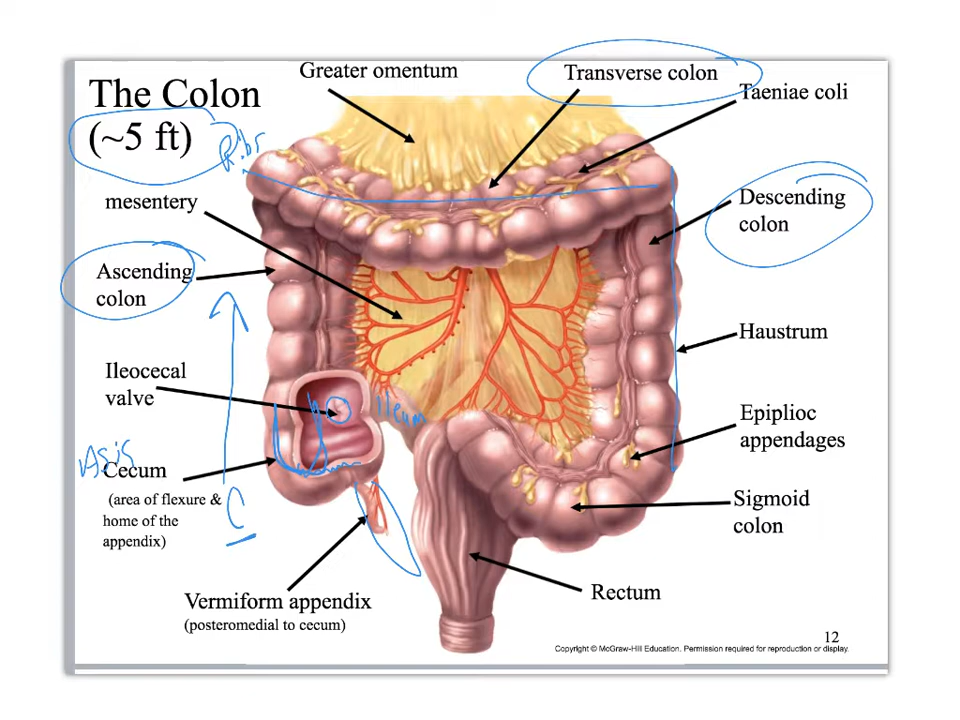 The Colon
(~5 ft)
Ribs
Greater omentum
Transverse colon
Taeniae coli
mesentery
Descending
colon
Ascending
colon
Haustrum
Ileocecal
valve
Ileum
Epiplioc
appendages
ASIS
Cecum
(area of flexure &
home of the
appendix)
C
Sigmoid
colon
Vermiform appendix
(posteromedial to cecum)
Rectum
12
Copyright © McGraw-Hill Education. Permission required for reproduction or display.